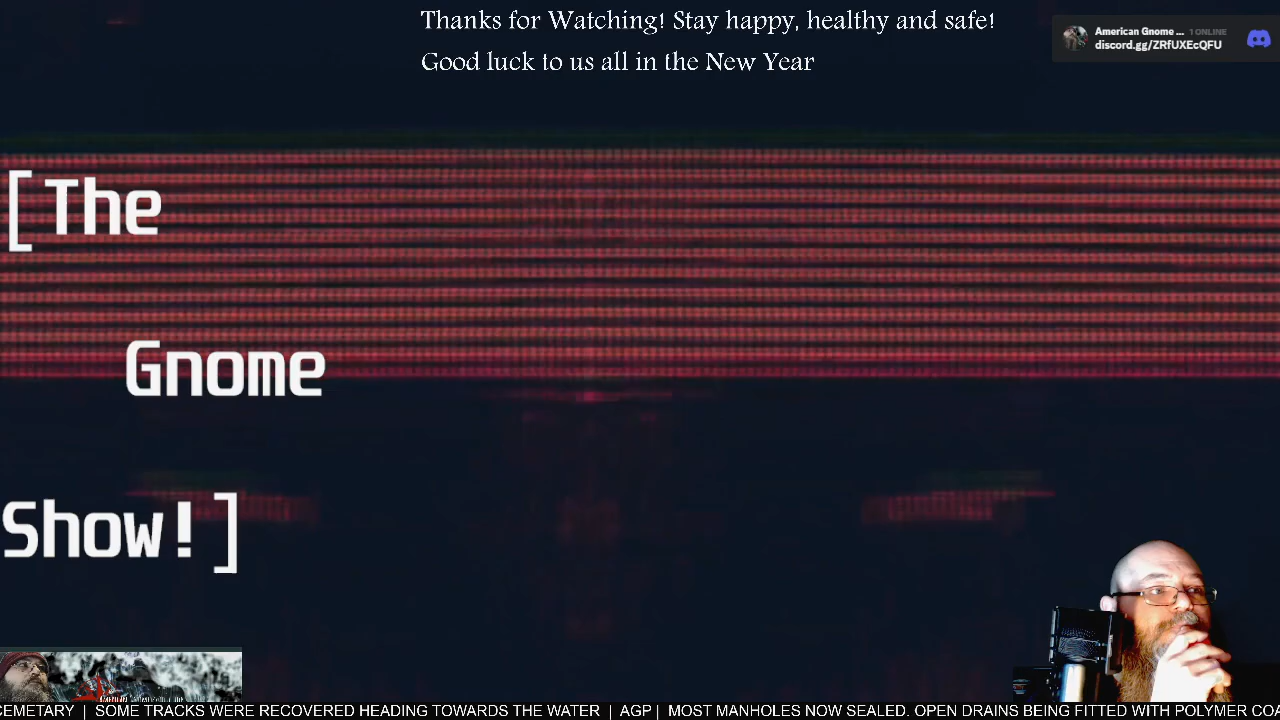 Thanks for Watching! Stay happy, healthy and safe!
Good luck to us all in the New Year
American Gnome ... 1 ONLINE
discord.gg/ZRfUXEcQFU
[The
Gnome
Show!]
CEMETARY | SOME TRACKS WERE RECOVERED HEADING TOWARDS THE WATER | AGP | MOST MANHOLES NOW SEALED. OPEN DRAINS BEING FITTED WITH POLYMER COA